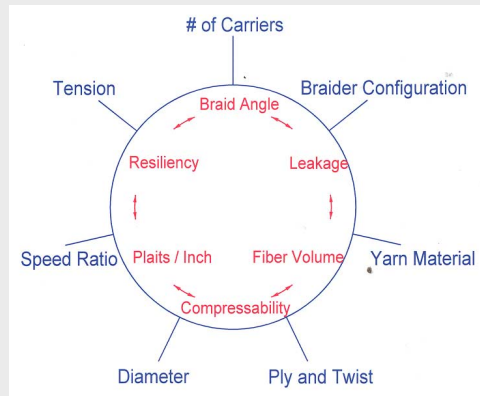 # of Carriers
Tension
Braider Configuration
Braid Angle
Resiliency
Leakage
Speed Ratio
Plaits / Inch
Fiber Volume
Yarn Material
Compressability
Diameter
Ply and Twist